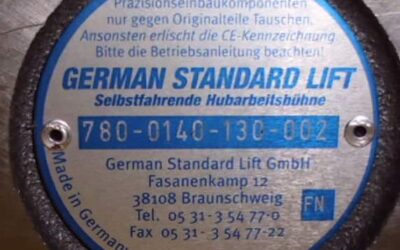 Präzisionseinbaukomponenten
nur gegen Originalteile Tauschen.
Ansonsten erlischt die CE-Kennzeichnung
Bitte die Betriebsanleitung beachten!
GERMAN STANDARD LIFT
Selbstfahrende Hubarbeitsbühne
780-0140-130-002
German Standard Lift GmbH
Fasanenkamp 12
38108 Braunschweig
Tel. 05 31- 3 54 77-0
Fax 05 31- 3 54 77-22
FN
Made in Germany